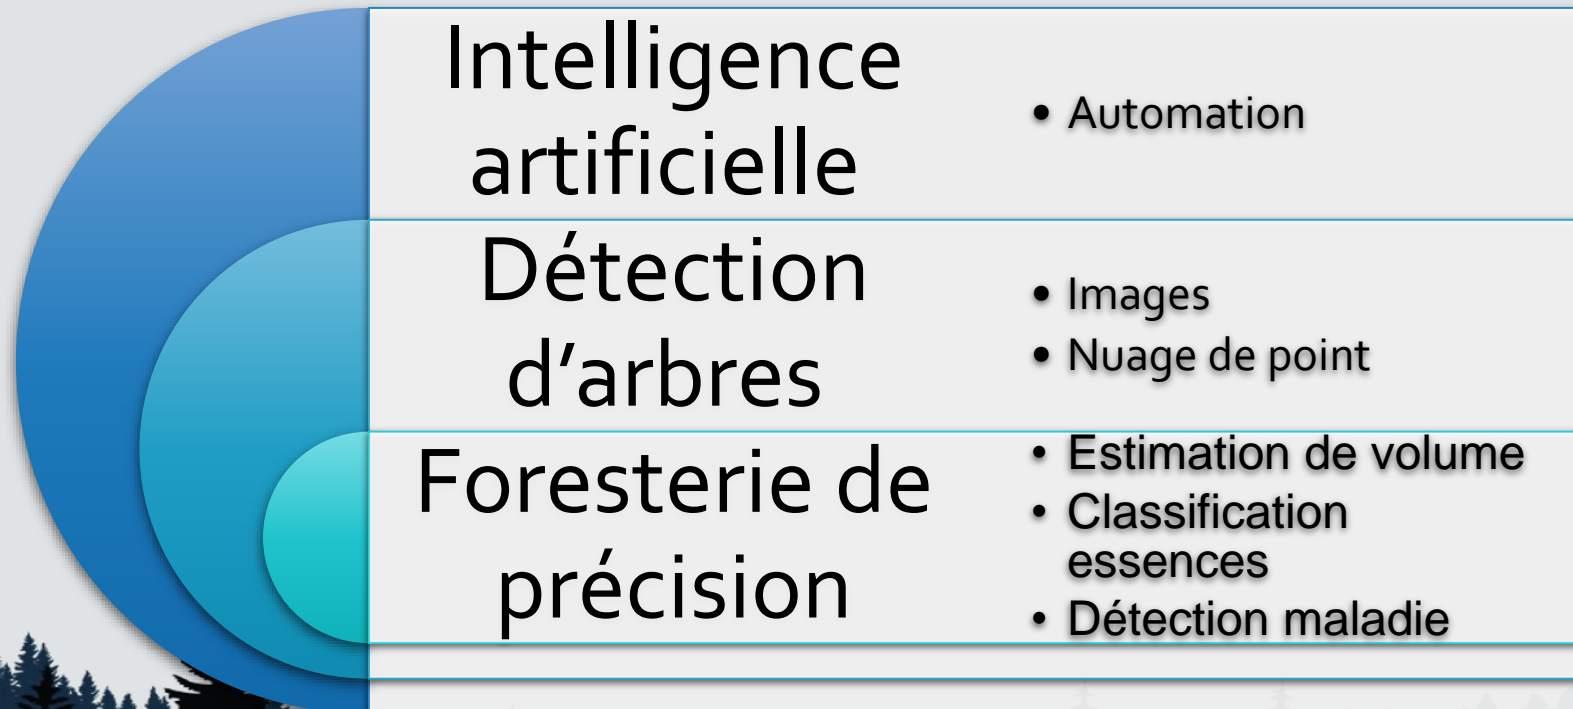 Intelligence
artificielle
• Automation
Détection
d’arbres
• Images
• Nuage de point
Foresterie de
précision
• Estimation de volume
• Classification
essences
• Détection maladie